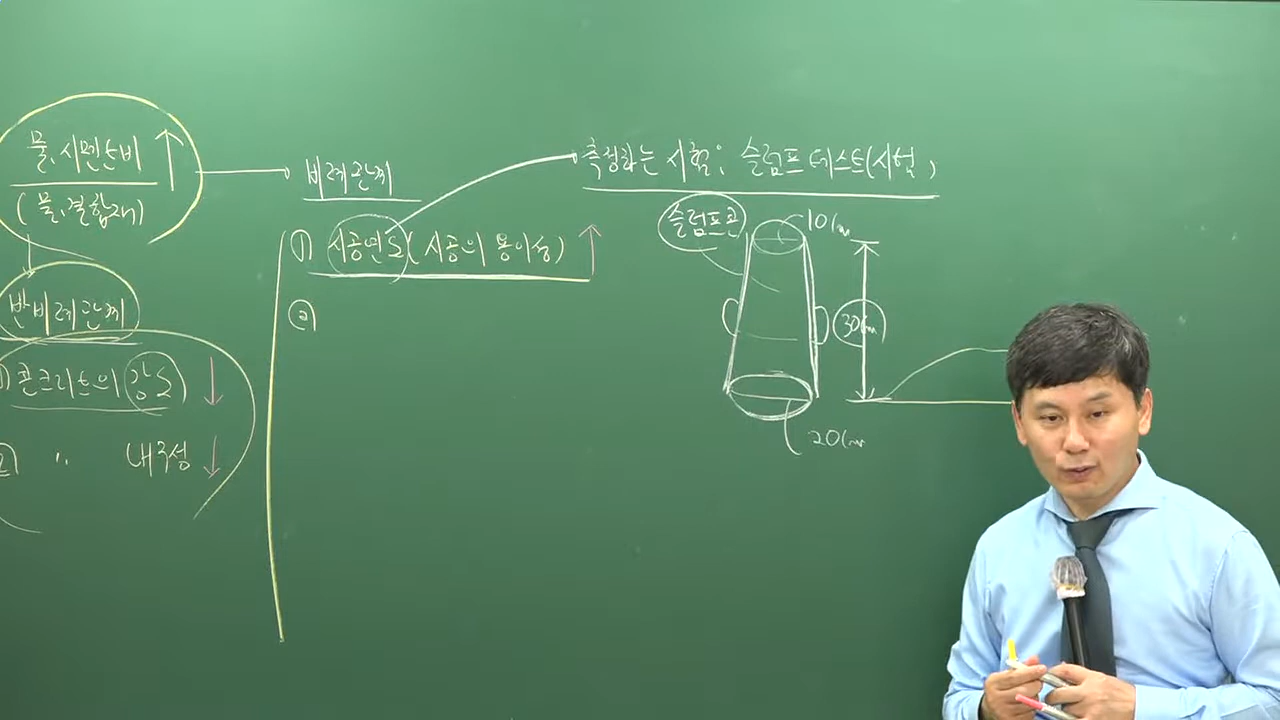 물.시멘트비 ↑
( 물.결합재)
반비례관계
① 콘크리트의 강도 ↓
② 〃 내구성 ↓
비례관계
① 시공연도(시공의 용이성) ↑
②
측정하는 시험: 슬럼프테스트(시험)
슬럼프콘
10cm
30cm
20cm